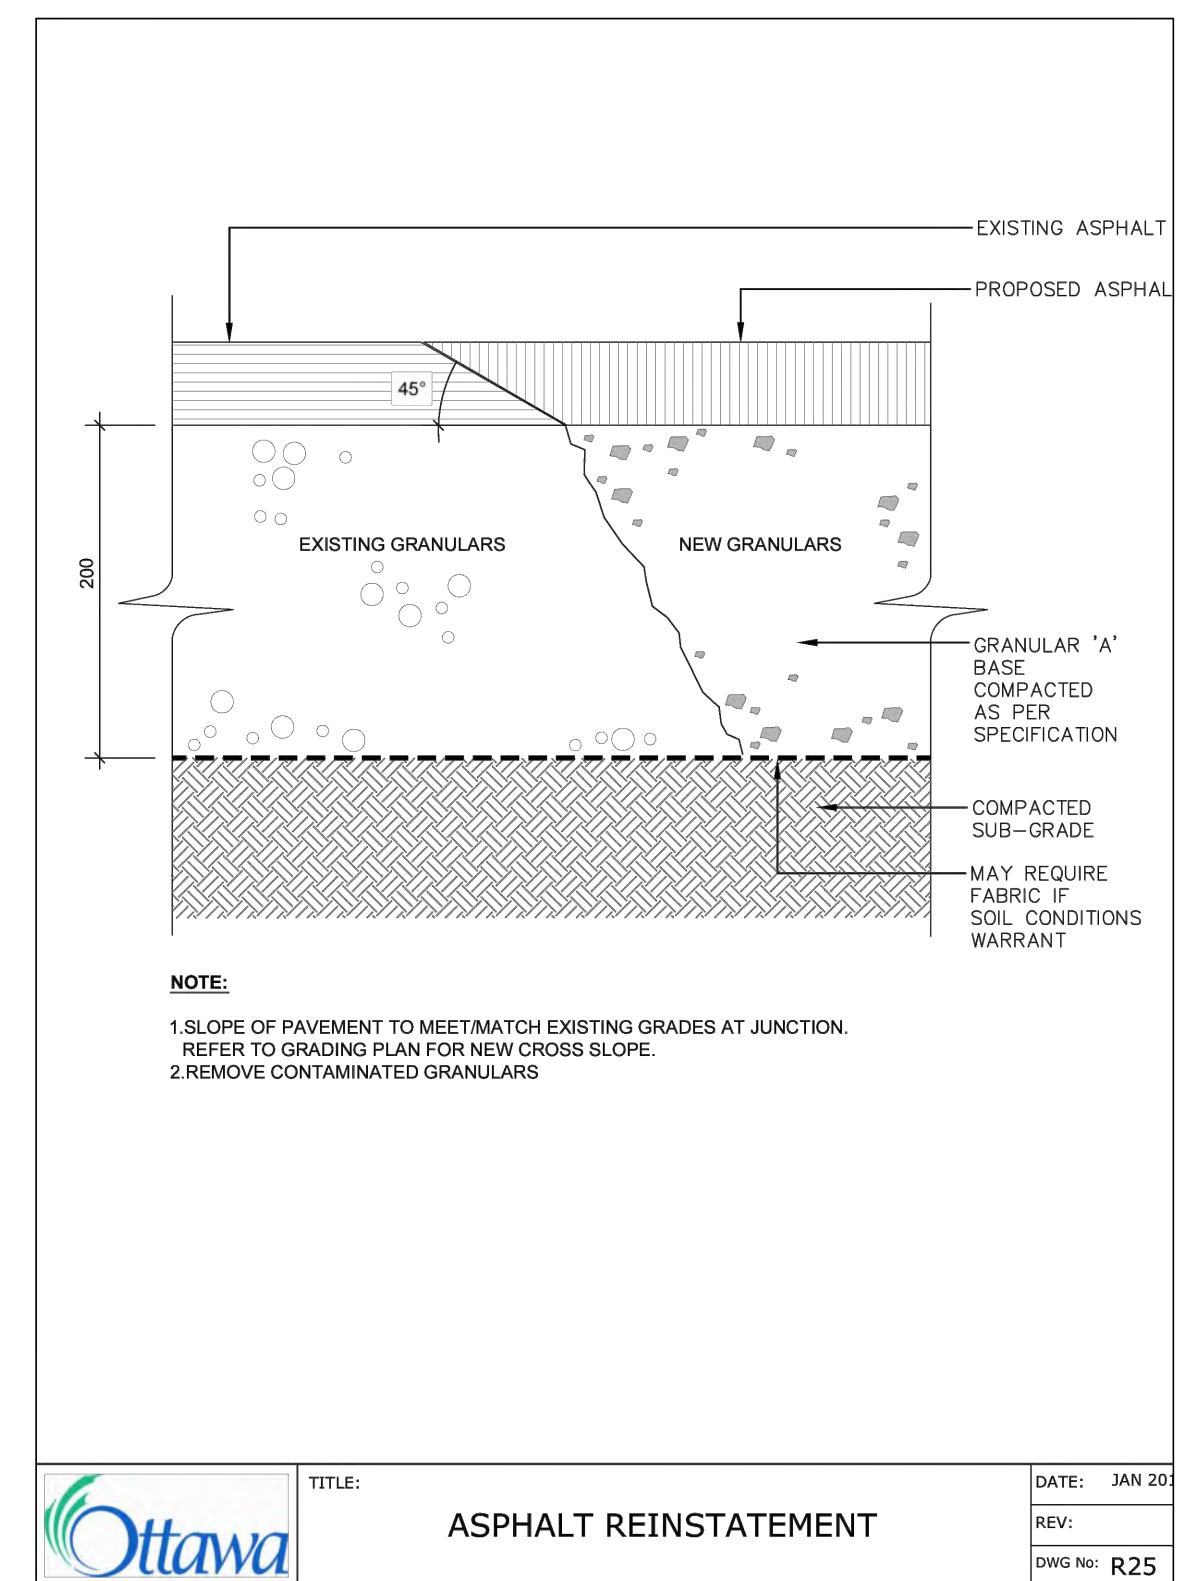 EXISTING ASPHALT
PROPOSED ASPHAL
45°
EXISTING GRANULARS
NEW GRANULARS
200
GRANULAR 'A'
BASE
COMPACTED
AS PER
SPECIFICATION
COMPACTED
SUB-GRADE
MAY REQUIRE
FABRIC IF
SOIL CONDITIONS
WARRANT
NOTE:
1.SLOPE OF PAVEMENT TO MEET/MATCH EXISTING GRADES AT JUNCTION.
REFER TO GRADING PLAN FOR NEW CROSS SLOPE.
2.REMOVE CONTAMINATED GRANULARS
Ottawa
TITLE:
ASPHALT REINSTATEMENT
DATE: JAN 201
REV:
DWG No: R25